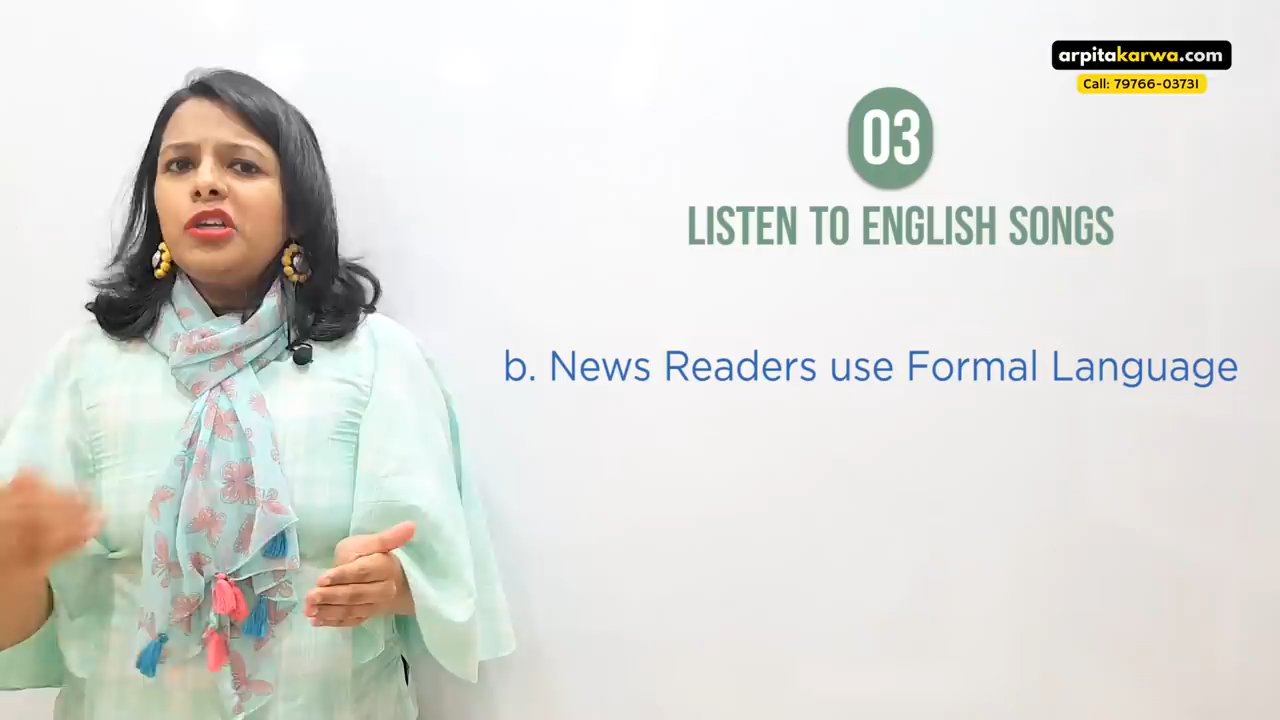 arpitakarwa.com
Call: 79766-03731
03
LISTEN TO ENGLISH SONGS
b. News Readers use Formal Language